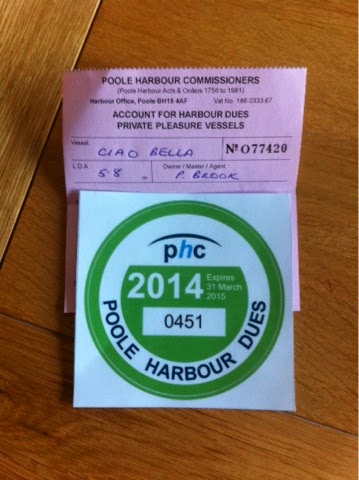 POOLE HARBOUR COMMISSIONERS
(Poole Harbour Acts & Orders 1756 to 1981)
Harbour Office, Poole BH15 4AF Vat No. 186 0333 67
ACCOUNT FOR HARBOUR DUES
PRIVATE PLEASURE VESSELS
Vessel: CIAO BELLA Nº 077420
L.O.A. 5.8 m Owner / Master / Agent P. BROOK
phc
2014 Expires 31 March 2015
0451
POOLE HARBOUR DUES